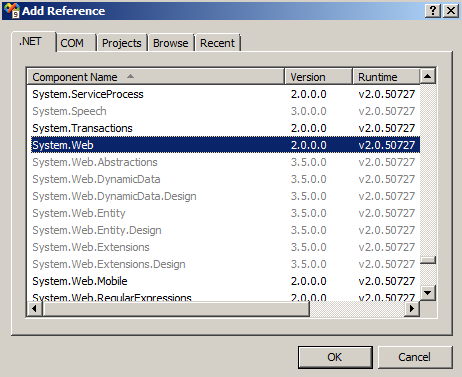 Add Reference
.NET COM Projects Browse Recent
Component Name Version Runtime
System.ServiceProcess 2.0.0.0 v2.0.50727
System.Speech 3.0.0.0 v2.0.50727
System.Transactions 2.0.0.0 v2.0.50727
System.Web 2.0.0.0 v2.0.50727
System.Web.Abstractions 3.5.0.0 v2.0.50727
System.Web.DynamicData 3.5.0.0 v2.0.50727
System.Web.DynamicData.Design 3.5.0.0 v2.0.50727
System.Web.Entity 3.5.0.0 v2.0.50727
System.Web.Entity.Design 3.5.0.0 v2.0.50727
System.Web.Extensions 3.5.0.0 v2.0.50727
System.Web.Extensions.Design 3.5.0.0 v2.0.50727
System.Web.Mobile 2.0.0.0 v2.0.50727
System.Web.RegularExpressions 2.0.0.0 v2.0.50727
OK Cancel